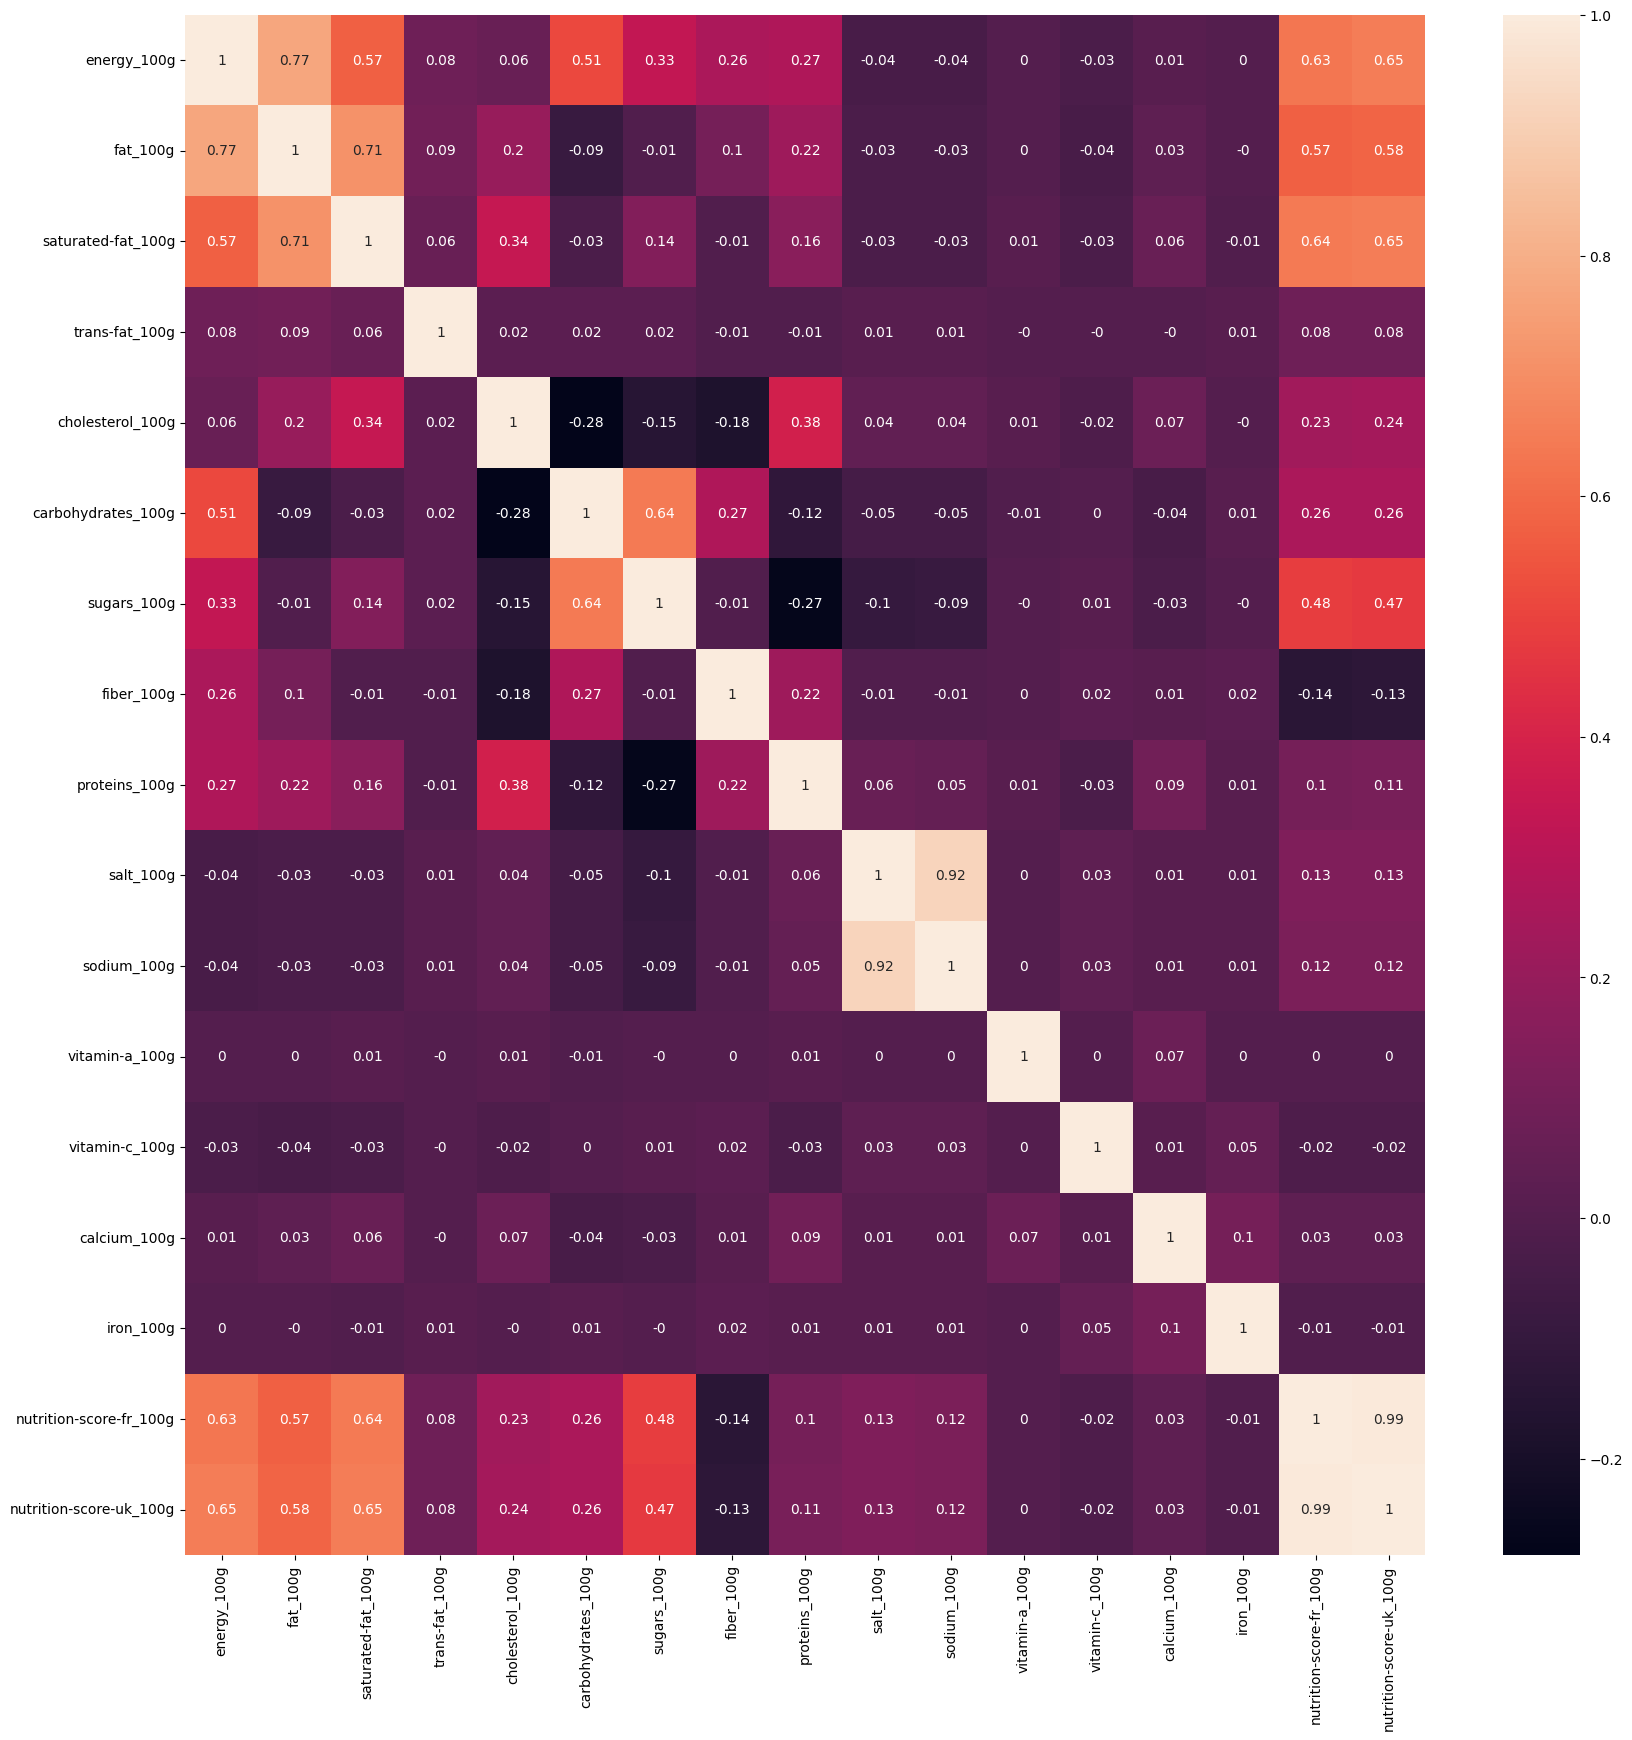 energy_100g 1 0.77 0.57 0.08 0.06 0.51 0.33 0.26 0.27 -0.04 -0.04 0 -0.03 0.01 0 0.63 0.65
fat_100g 0.77 1 0.71 0.09 0.2 -0.09 -0.01 0.1 0.22 -0.03 -0.03 0 -0.04 0.03 -0 0.57 0.58
saturated-fat_100g 0.57 0.71 1 0.06 0.34 -0.03 0.14 -0.01 0.16 -0.03 -0.03 0.01 -0.03 0.06 -0.01 0.64 0.65
trans-fat_100g 0.08 0.09 0.06 1 0.02 0.02 0.02 -0.01 -0.01 0.01 0.01 -0 -0 -0 0.01 0.08 0.08
cholesterol_100g 0.06 0.2 0.34 0.02 1 -0.28 -0.15 -0.18 0.38 0.04 0.04 0.01 -0.02 0.07 -0 0.23 0.24
carbohydrates_100g 0.51 -0.09 -0.03 0.02 -0.28 1 0.64 0.27 -0.12 -0.05 -0.05 -0.01 0 -0.04 0.01 0.26 0.26
sugars_100g 0.33 -0.01 0.14 0.02 -0.15 0.64 1 -0.01 -0.27 -0.1 -0.09 -0 0.01 -0.03 -0 0.48 0.47
fiber_100g 0.26 0.1 -0.01 -0.01 -0.18 0.27 -0.01 1 0.22 -0.01 -0.01 0 0.02 0.01 0.02 -0.14 -0.13
proteins_100g 0.27 0.22 0.16 -0.01 0.38 -0.12 -0.27 0.22 1 0.06 0.05 0.01 -0.03 0.09 0.01 0.1 0.11
salt_100g -0.04 -0.03 -0.03 0.01 0.04 -0.05 -0.1 -0.01 0.06 1 0.92 0 0.03 0.01 0.01 0.13 0.13
sodium_100g -0.04 -0.03 -0.03 0.01 0.04 -0.05 -0.09 -0.01 0.05 0.92 1 0 0.03 0.01 0.01 0.12 0.12
vitamin-a_100g 0 0 0.01 -0 0.01 -0.01 -0 0 0.01 0 0 1 0 0.07 0 0 0
vitamin-c_100g -0.03 -0.04 -0.03 -0 -0.02 0 0.01 0.02 -0.03 0.03 0.03 0 1 0.01 0.05 -0.02 -0.02
calcium_100g 0.01 0.03 0.06 -0 0.07 -0.04 -0.03 0.01 0.09 0.01 0.01 0.07 0.01 1 0.1 0.03 0.03
iron_100g 0 -0 -0.01 0.01 -0 0.01 -0 0.02 0.01 0.01 0.01 0 0.05 0.1 1 -0.01 -0.01
nutrition-score-fr_100g 0.63 0.57 0.64 0.08 0.23 0.26 0.48 -0.14 0.1 0.13 0.12 0 -0.02 0.03 -0.01 1 0.99
nutrition-score-uk_100g 0.65 0.58 0.65 0.08 0.24 0.26 0.47 -0.13 0.11 0.13 0.12 0 -0.02 0.03 -0.01 0.99 1
energy_100g
fat_100g
saturated-fat_100g
trans-fat_100g
cholesterol_100g
carbohydrates_100g
sugars_100g
fiber_100g
proteins_100g
salt_100g
sodium_100g
vitamin-a_100g
vitamin-c_100g
calcium_100g
iron_100g
nutrition-score-fr_100g
nutrition-score-uk_100g
1.0
0.8
0.6
0.4
0.2
0.0
−0.2